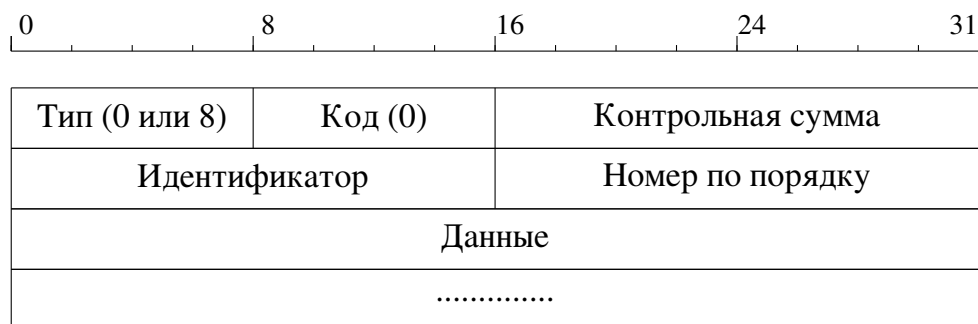 0 8 16 24 31
Тип (0 или 8) Код (0) Контрольная сумма
Идентификатор Номер по порядку
Данные
..............